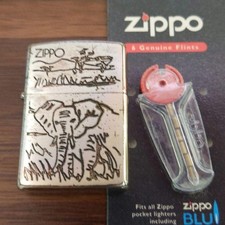 zippo
6 Genuine Flints
ZIPPO
Fits all Zippo
pocket lighters
including
zippo
BLU